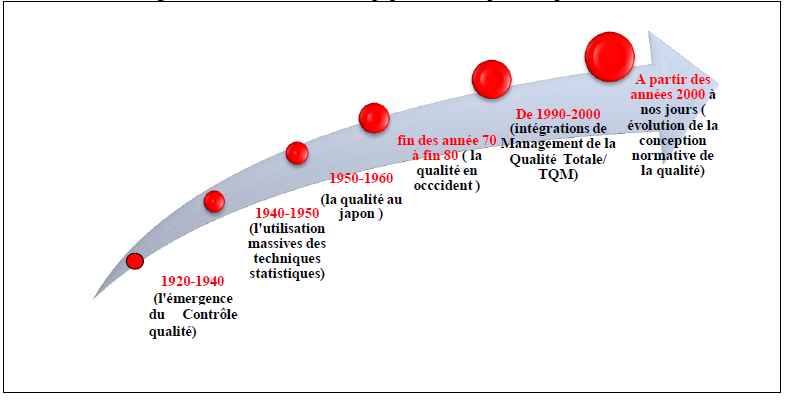 1920-1940
(l'émergence
du Contrôle
qualité)
1940-1950
(l'utilisation
massives des
techniques
statistiques)
1950-1960
(la qualité au
japon )
fin des année 70
à fin 80 ( la
qualité en
occcident )
De 1990-2000
(intégrations de
Management de la
Qualité Totale/
TQM)
A partir des
années 2000 à
nos jours (
évolution de la
conception
normative de
la qualité)